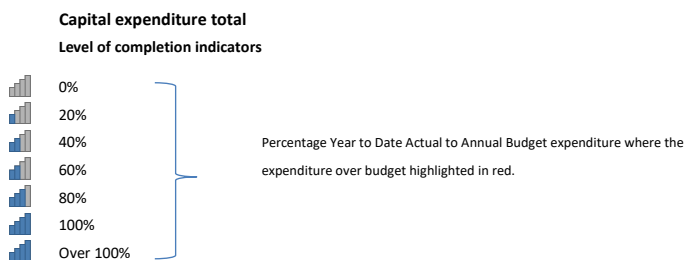 Capital expenditure total
Level of completion indicators
0%
20%
40%
60%
80%
100%
Over 100%
Percentage Year to Date Actual to Annual Budget expenditure where the
expenditure over budget highlighted in red.